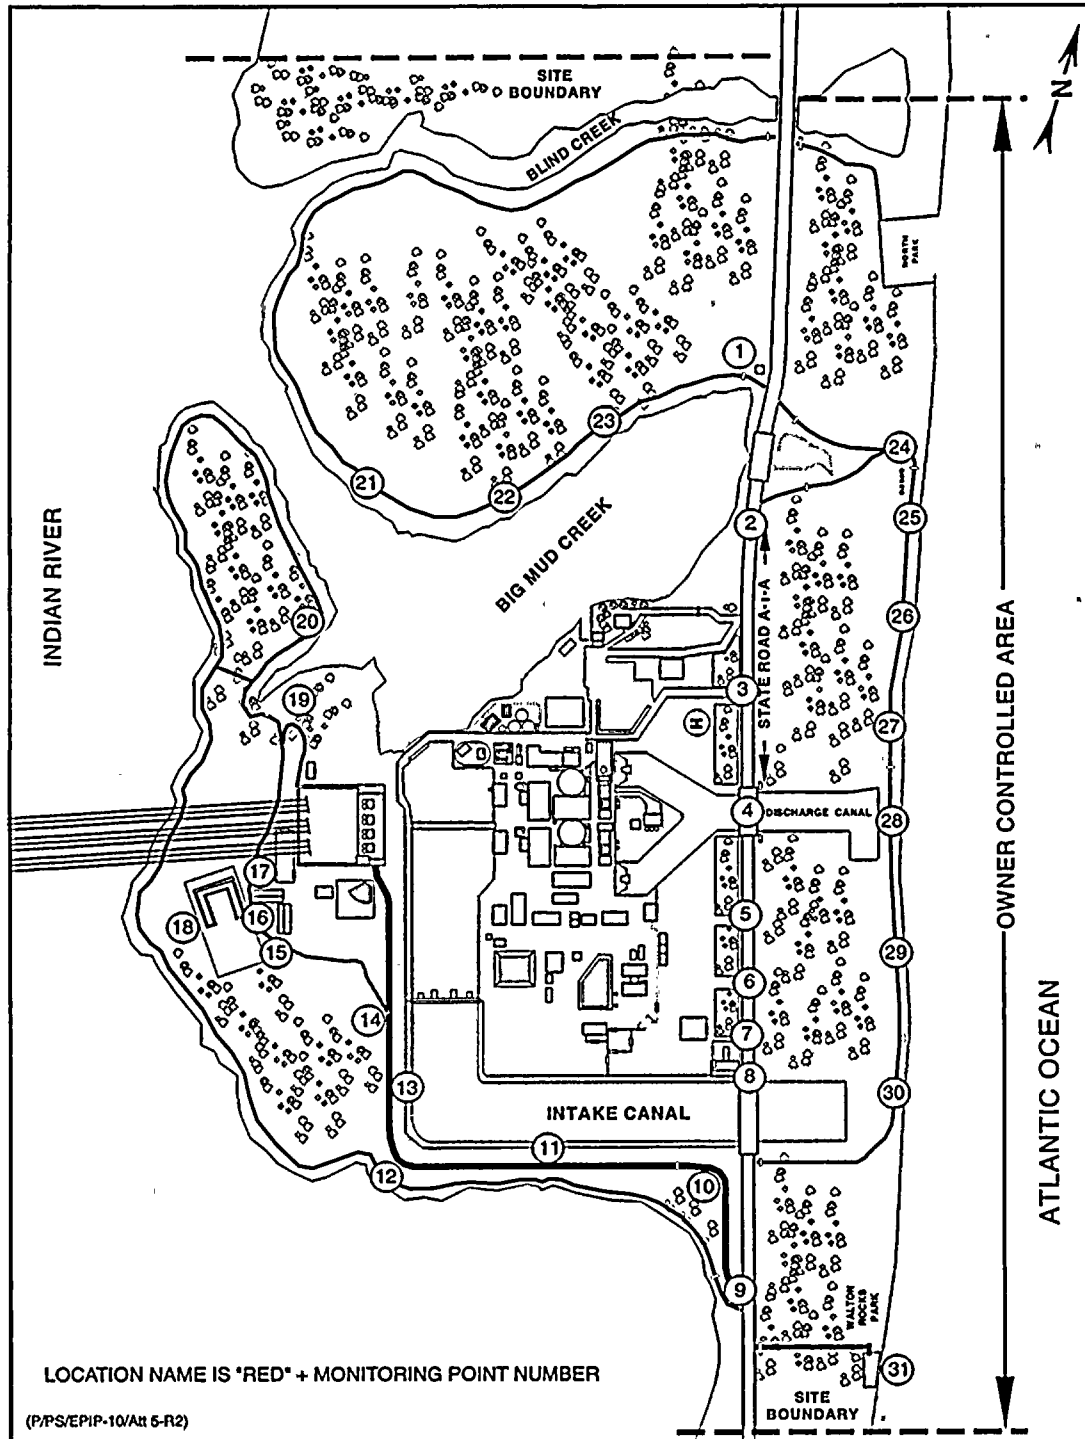 SITE
BOUNDARY
N
BLIND CREEK
NORTH
PARK
1
23
24
21
22
25
2
INDIAN RIVER
BIG MUD CREEK
STATE ROAD A-1-A
OWNER CONTROLLED AREA
20
26
19
3
H
27
4
DISCHARGE CANAL
28
17
18
16
5
15
29
6
14
7
8
13
30
INTAKE CANAL
ATLANTIC OCEAN
11
12
10
9
WALTON
ROCKS
PARK
31
LOCATION NAME IS "RED" + MONITORING POINT NUMBER
SITE
BOUNDARY
(P/PS/EPIP-10/Att 5-R2)